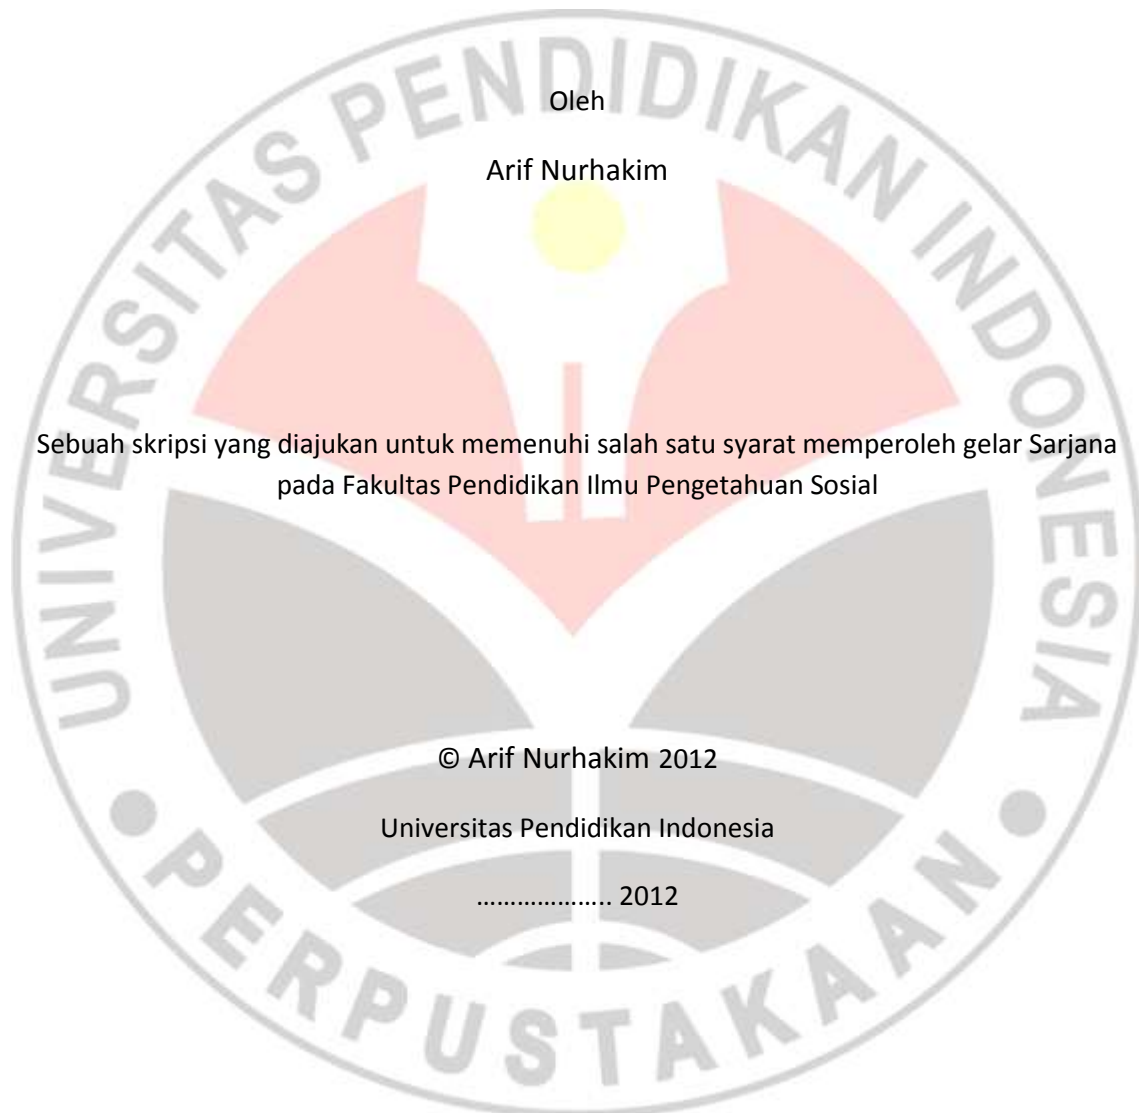 UNIVERSITAS PENDIDIKAN INDONESIA
Oleh
Arif Nurhakim
Sebuah skripsi yang diajukan untuk memenuhi salah satu syarat memperoleh gelar Sarjana
pada Fakultas Pendidikan Ilmu Pengetahuan Sosial
© Arif Nurhakim 2012
Universitas Pendidikan Indonesia
……………….. 2012
PERPUSTAKAAN